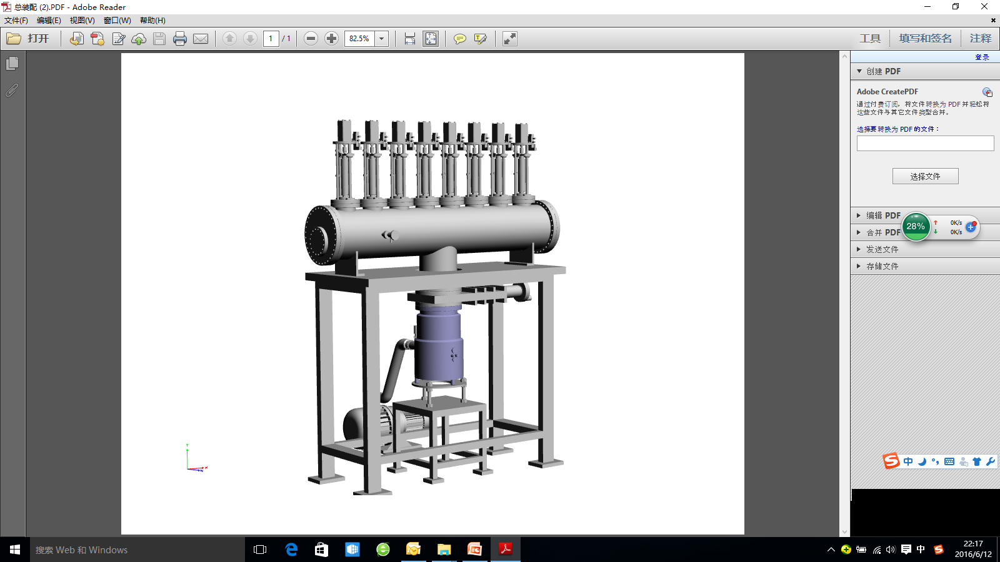 总装配 (2).PDF - Adobe Reader
文件(F) 编辑(E) 视图(V) 窗口(W) 帮助(H)
打开 1 / 1 82.5% 工具 填写和签名 注释
登录
创建 PDF
Adobe CreatePDF
通过付费订阅，将文件转换为 PDF 并轻松将
这些文件与其它文件类型合并。
选择要转换为 PDF 的文件：
选择文件
编辑 PDF
合并 PDF
28%
0K/s
0K/s
发送文件
存储文件
Y
X
中
搜索 Web 和 Windows
中
22:17
2016/6/12